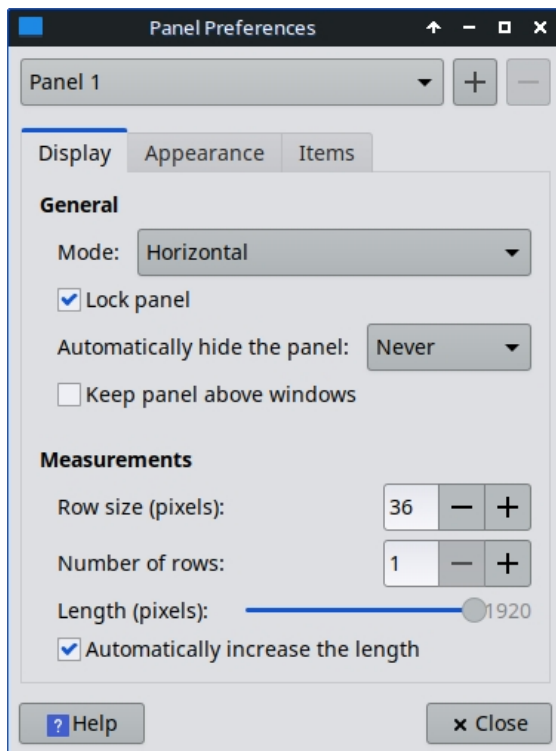 Panel Preferences
Panel 1
Display Appearance Items
General
Mode: Horizontal
Lock panel
Automatically hide the panel: Never
Keep panel above windows
Measurements
Row size (pixels): 36
Number of rows: 1
Length (pixels): 1920
Automatically increase the length
? Help × Close